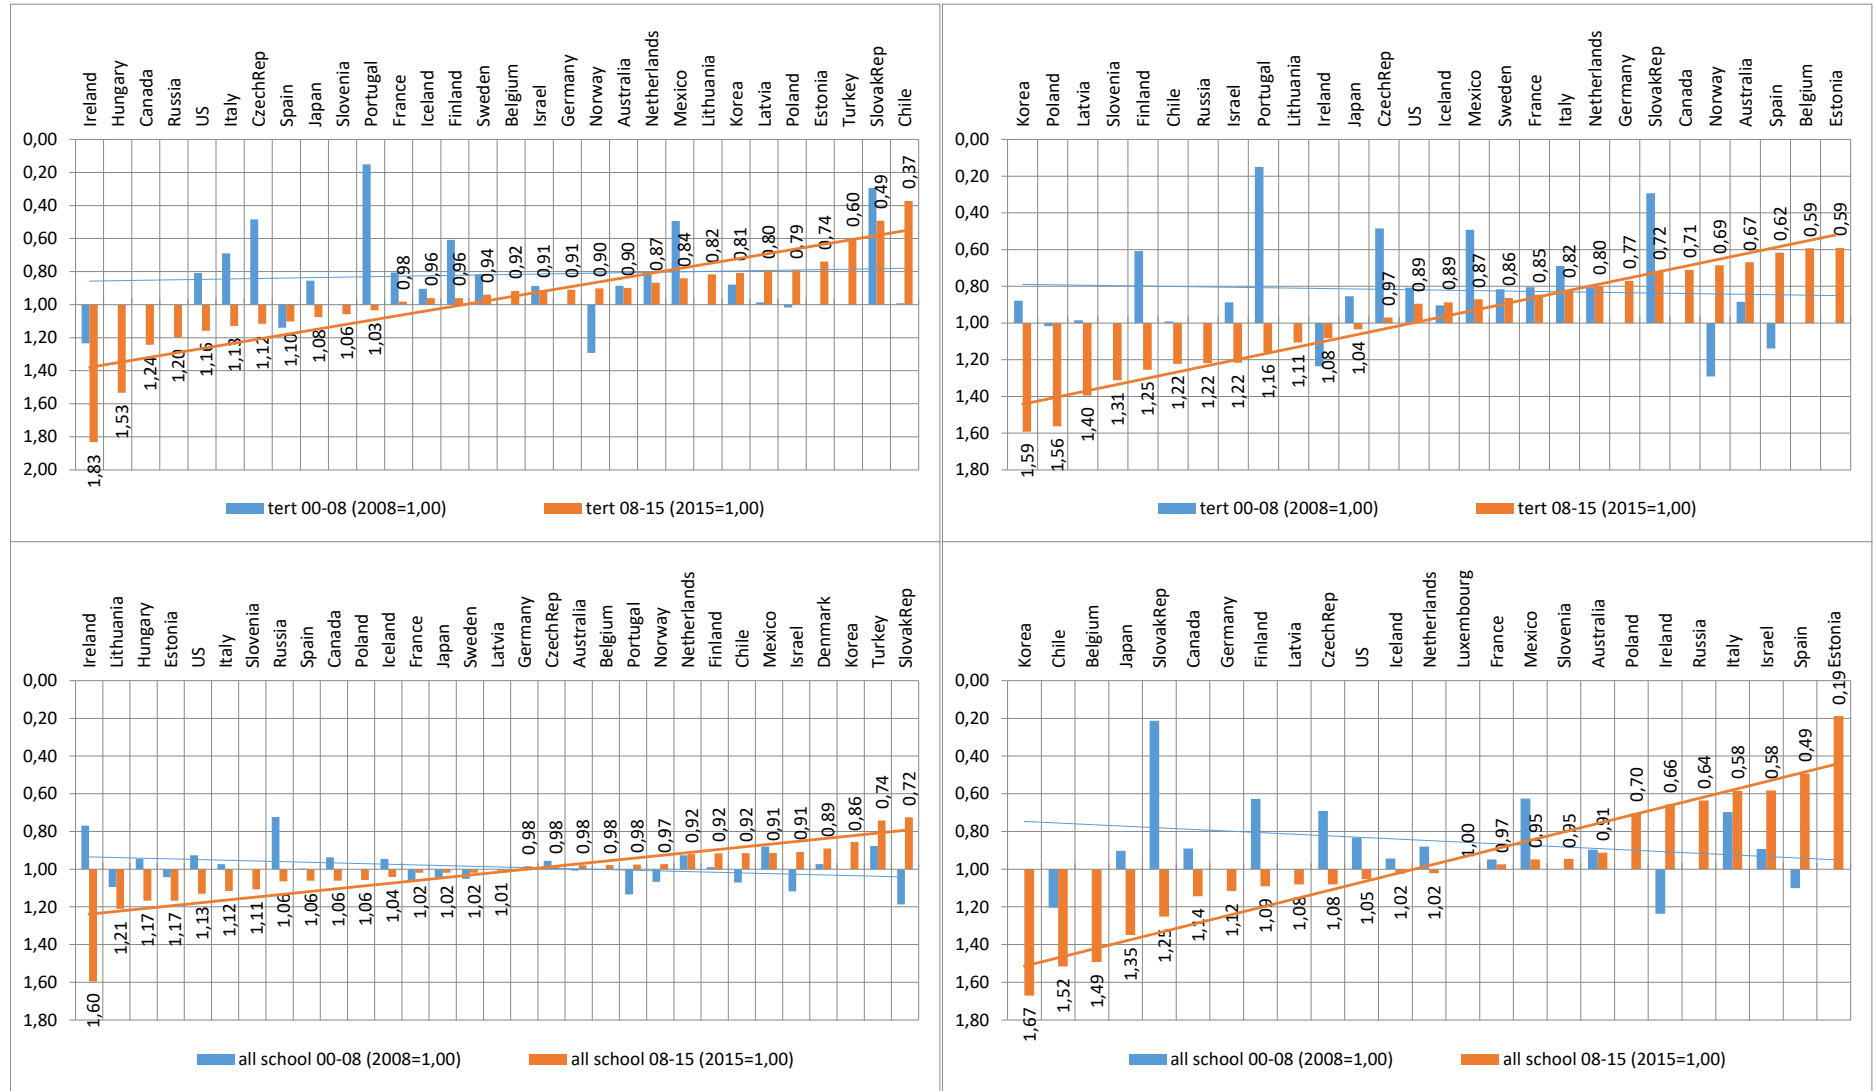 Ireland
Hungary
Canada
Russia
US
Italy
CzechRep
Spain
Japan
Slovenia
Portugal
France
Iceland
Finland
Sweden
Belgium
Israel
Germany
Norway
Australia
Netherlands
Mexico
Lithuania
Korea
Latvia
Poland
Estonia
Turkey
SlovakRep
Chile
0,00
0,20
0,40
0,60
0,80
1,00
1,20
1,40
1,60
1,80
2,00
1,83
1,53
1,24
1,20
1,16
1,13
1,12
1,10
1,08
1,06
1,03
0,98
0,96
0,96
0,94
0,92
0,91
0,91
0,90
0,90
0,87
0,84
0,82
0,81
0,80
0,79
0,74
0,60
0,49
0,37
tert 00-08 (2008=1,00)
tert 08-15 (2015=1,00)
Korea
Poland
Latvia
Slovenia
Finland
Chile
Russia
Israel
Portugal
Lithuania
Ireland
Japan
CzechRep
US
Iceland
Mexico
Sweden
France
Italy
Netherlands
Germany
SlovakRep
Canada
Norway
Australia
Spain
Belgium
Estonia
0,00
0,20
0,40
0,60
0,80
1,00
1,20
1,40
1,60
1,80
1,59
1,56
1,40
1,31
1,25
1,22
1,22
1,22
1,16
1,11
1,08
1,04
0,97
0,89
0,89
0,87
0,86
0,85
0,82
0,80
0,77
0,72
0,71
0,69
0,67
0,62
0,59
0,59
tert 00-08 (2008=1,00)
tert 08-15 (2015=1,00)
Ireland
Lithuania
Hungary
Estonia
US
Italy
Slovenia
Russia
Spain
Canada
Poland
Iceland
France
Japan
Sweden
Latvia
Germany
CzechRep
Australia
Belgium
Portugal
Norway
Netherlands
Finland
Chile
Mexico
Israel
Denmark
Korea
Turkey
SlovakRep
0,00
0,20
0,40
0,60
0,80
1,00
1,20
1,40
1,60
1,80
1,60
1,21
1,17
1,17
1,13
1,12
1,11
1,06
1,06
1,06
1,06
1,04
1,02
1,02
1,02
1,01
0,98
0,98
0,98
0,98
0,98
0,97
0,92
0,92
0,92
0,91
0,91
0,89
0,86
0,74
0,72
all school 00-08 (2008=1,00)
all school 08-15 (2015=1,00)
Korea
Chile
Belgium
Japan
SlovakRep
Canada
Germany
Finland
Latvia
CzechRep
US
Iceland
Netherlands
Luxembourg
France
Mexico
Slovenia
Australia
Poland
Ireland
Russia
Italy
Israel
Spain
Estonia
0,00
0,20
0,40
0,60
0,80
1,00
1,20
1,40
1,60
1,80
1,67
1,52
1,49
1,35
1,25
1,14
1,12
1,09
1,08
1,08
1,05
1,02
1,02
1,00
0,97
0,95
0,95
0,91
0,70
0,66
0,64
0,58
0,58
0,49
0,19
all school 00-08 (2008=1,00)
all school 08-15 (2015=1,00)